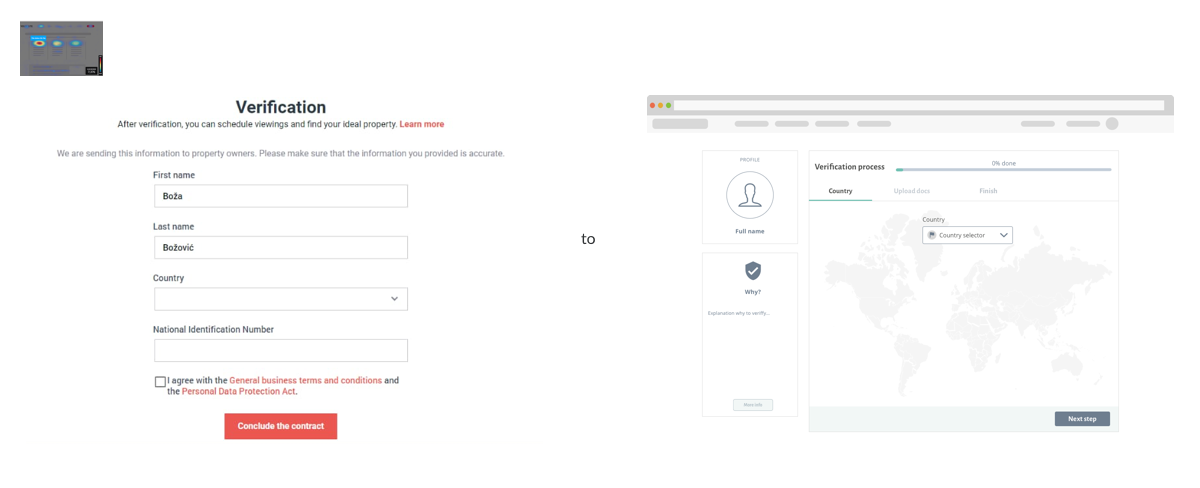 Verification
After verification, you can schedule viewings and find your ideal property. Learn more
We are sending this information to property owners. Please make sure that the information you provided is accurate.
First name
Boža
Last name
Božović
Country
National Identification Number
I agree with the General business terms and conditions and
the Personal Data Protection Act.
Conclude the contract
to
PROFILE
Full name
Why?
Explanation why to veriffy...
More info
Verification process
0% done
Country
Upload docs
Finish
Country
Country selector
Next step